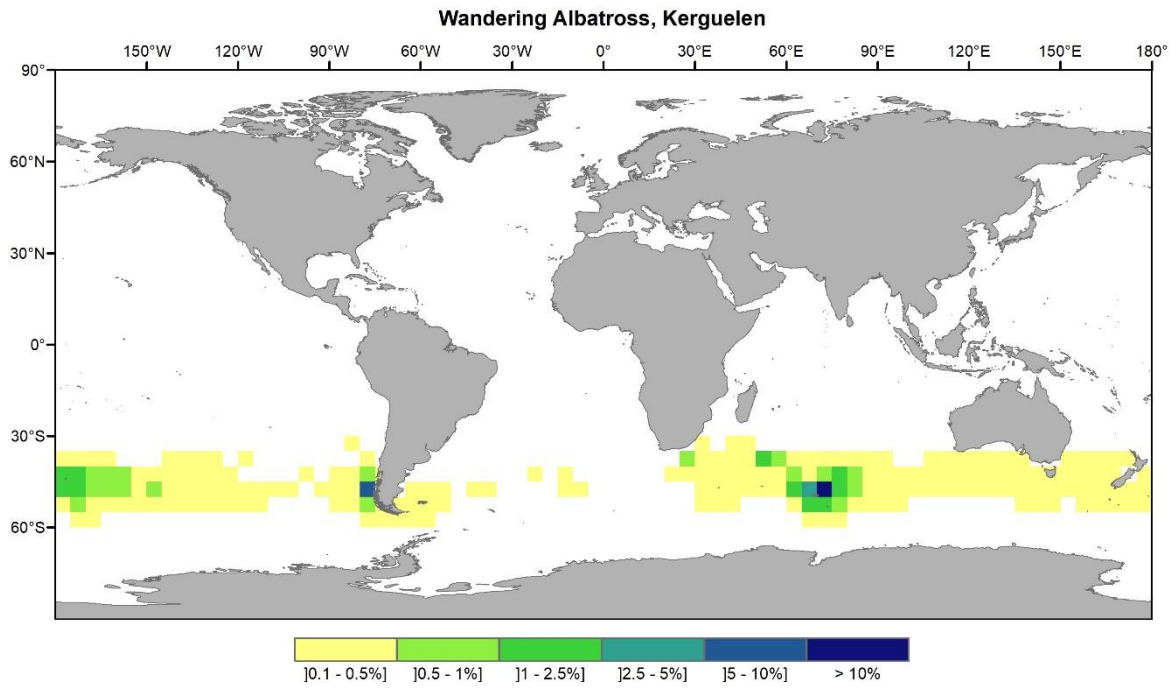 Wandering Albatross, Kerguelen
150°W 120°W 90°W 60°W 30°W 0° 30°E 60°E 90°E 120°E 150°E 180°
90°
60°N
30°N
0°
30°S
60°S
]0.1 - 0.5%] ]0.5 - 1%] ]1 - 2.5%] ]2.5 - 5%] ]5 - 10%] > 10%